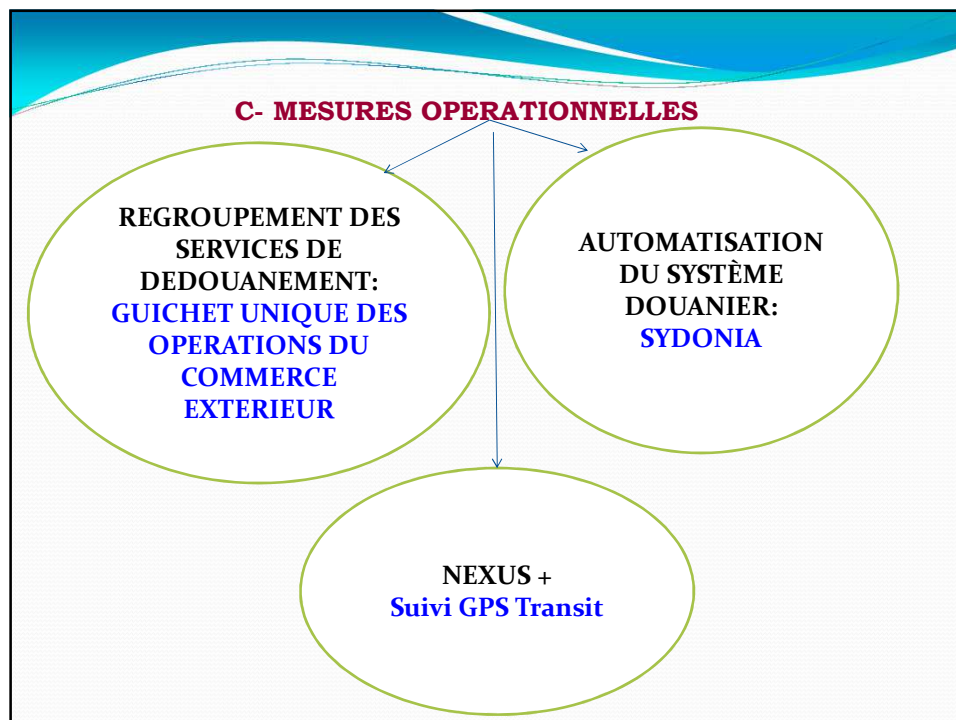 C- MESURES OPERATIONNELLES
REGROUPEMENT DES
SERVICES DE
DEDOUANEMENT:
GUICHET UNIQUE DES
OPERATIONS DU
COMMERCE
EXTERIEUR
AUTOMATISATION
DU SYSTÈME
DOUANIER:
SYDONIA
NEXUS +
Suivi GPS Transit